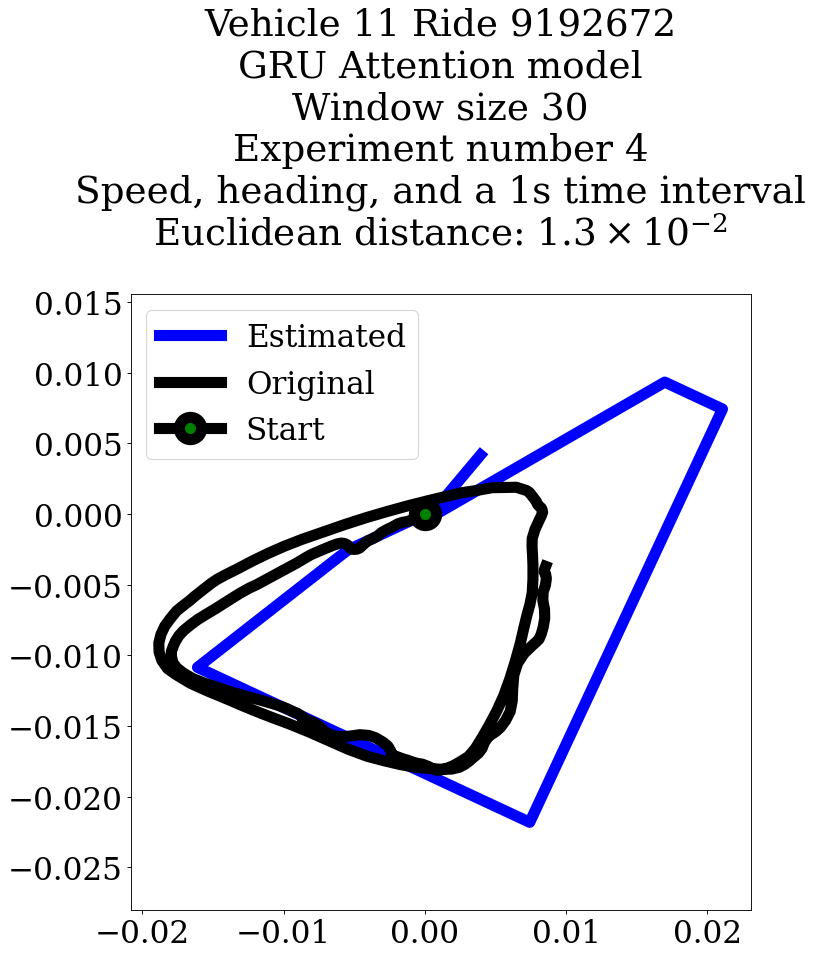 Vehicle 11 Ride 9192672
GRU Attention model
Window size 30
Experiment number 4
Speed, heading, and a 1s time interval
Euclidean distance: 1.3 × 10⁻²
0.015
0.010
0.005
0.000
−0.005
−0.010
−0.015
−0.020
−0.025
Estimated
Original
Start
−0.02 −0.01 0.00 0.01 0.02